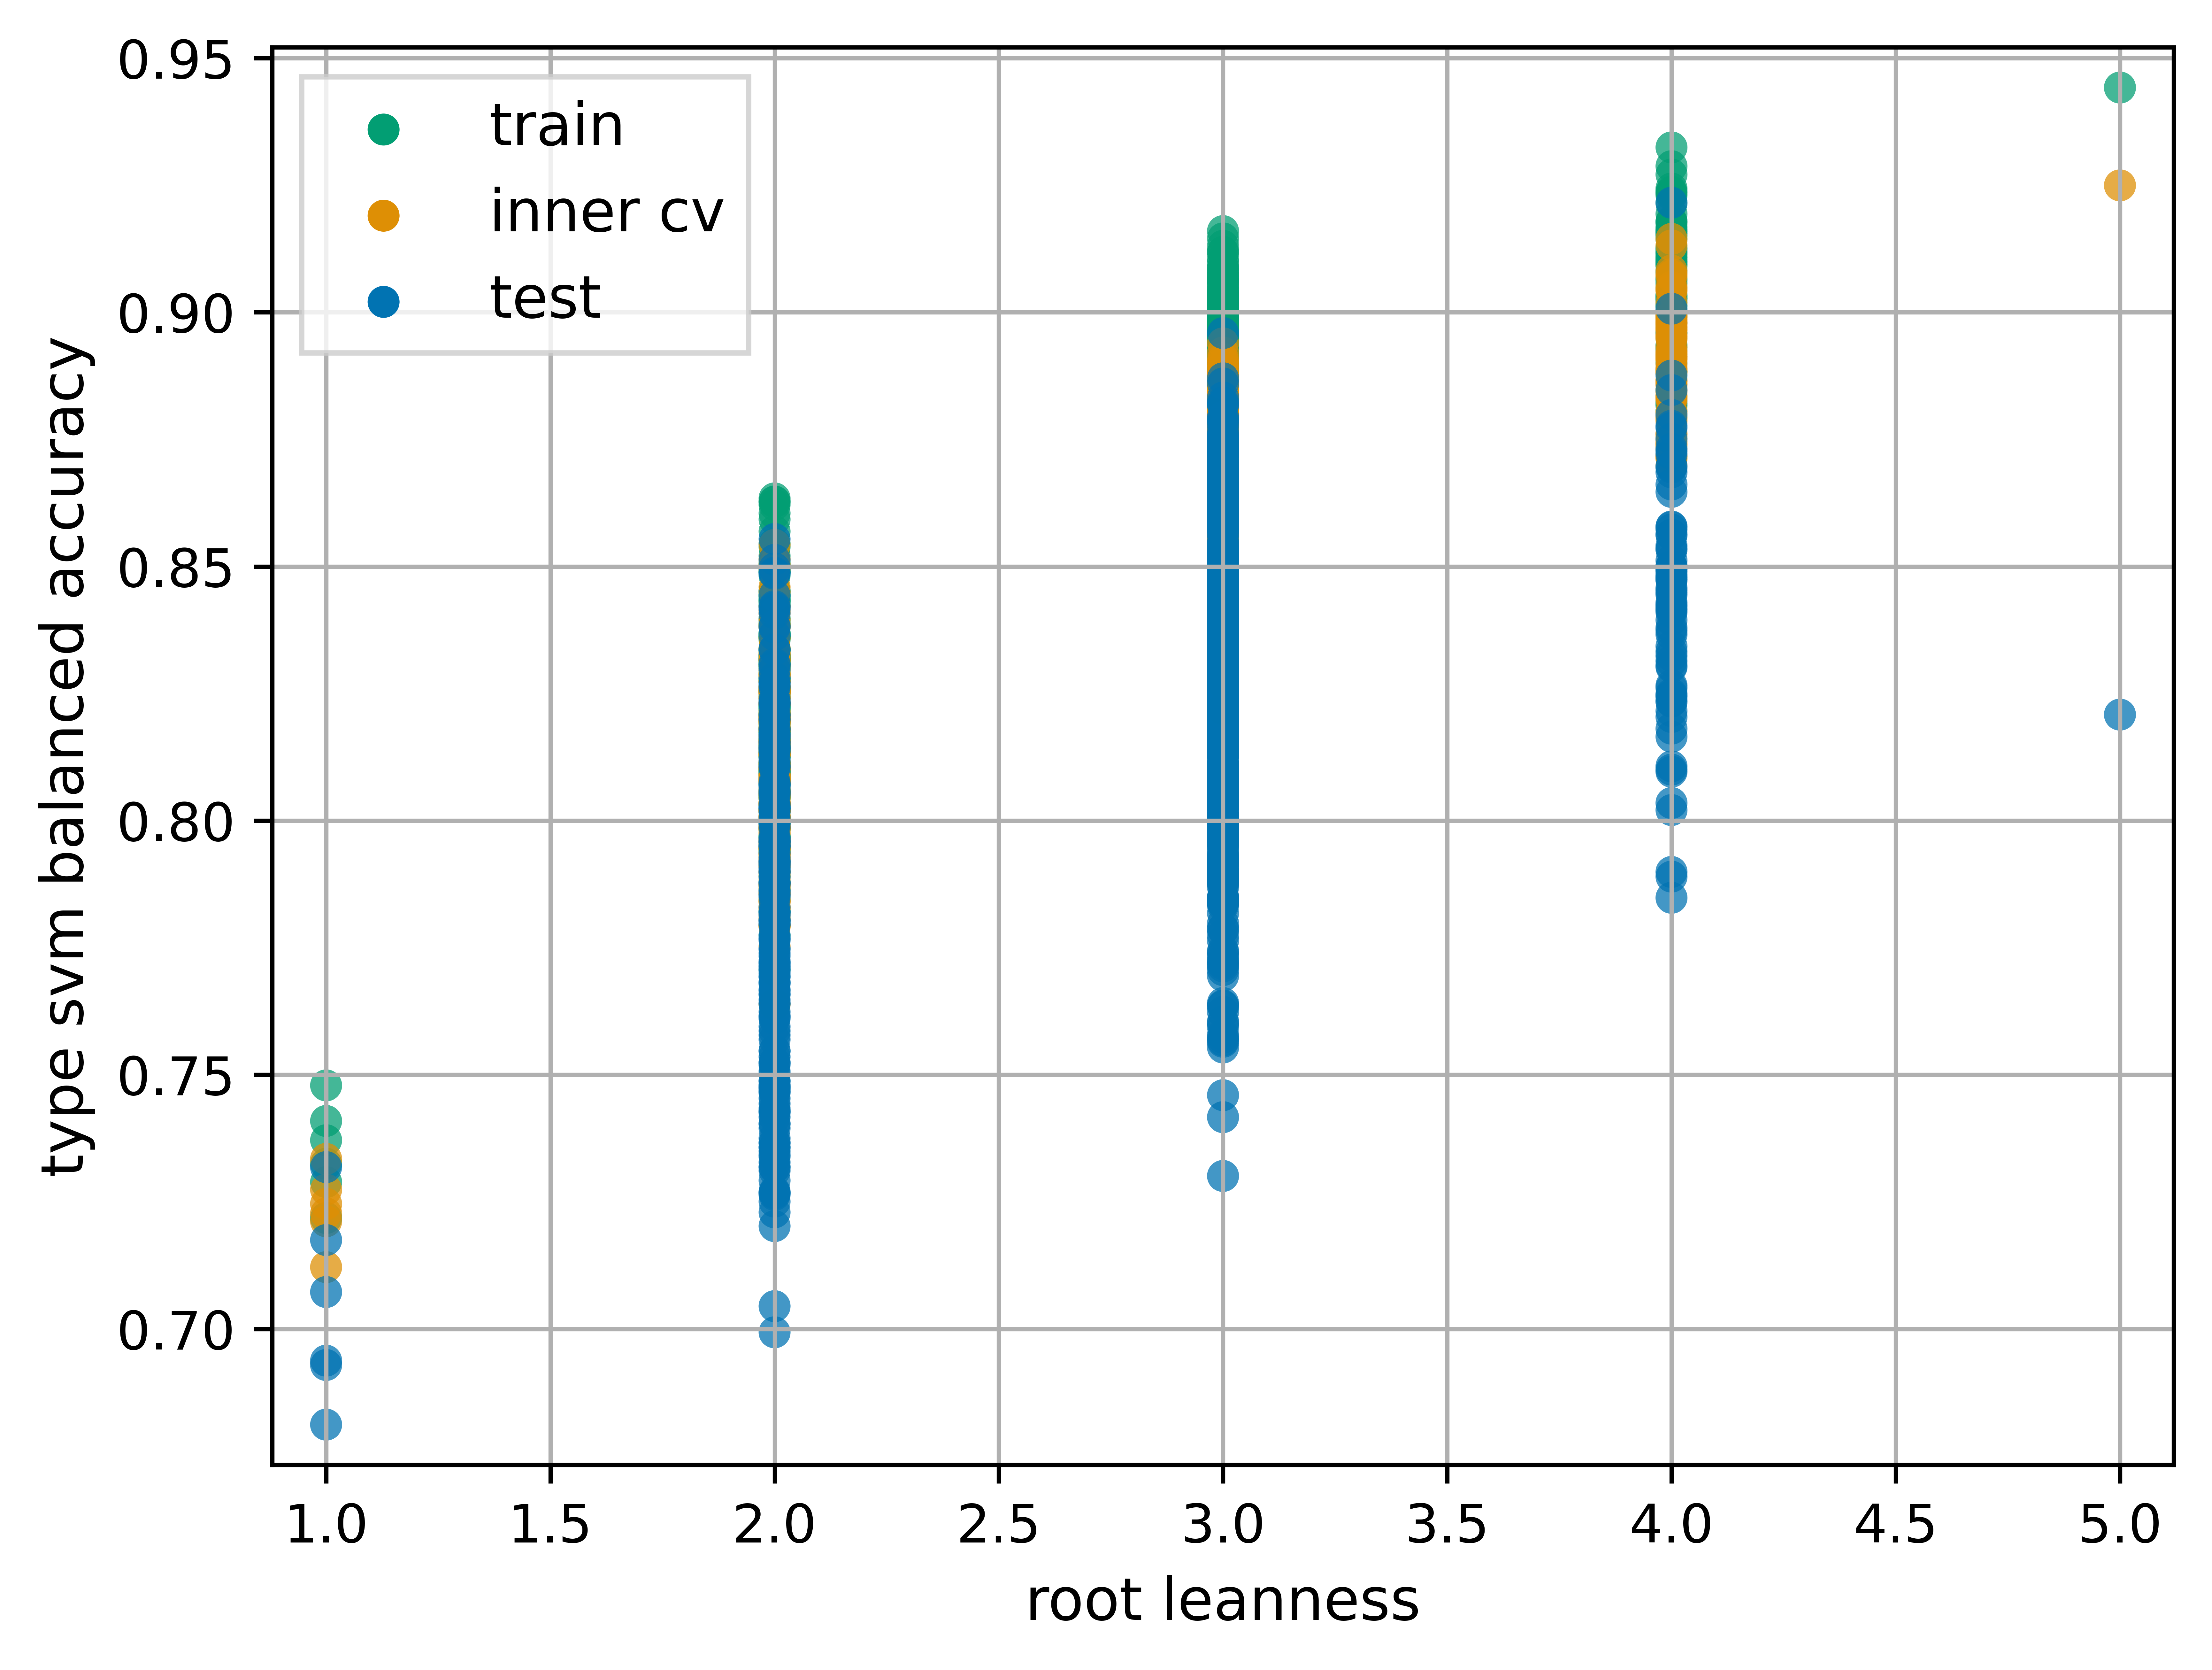 train
inner cv
test
type svm balanced accuracy
0.95
0.90
0.85
0.80
0.75
0.70
1.0 1.5 2.0 2.5 3.0 3.5 4.0 4.5 5.0
root leanness